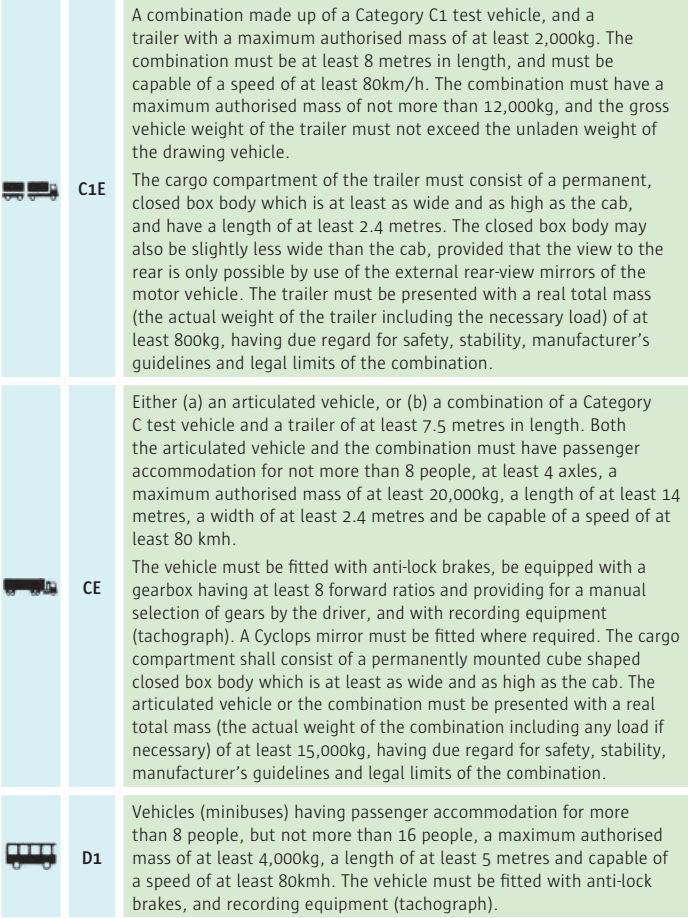 A combination made up of a Category C1 test vehicle, and a
trailer with a maximum authorised mass of at least 2,000kg. The
combination must be at least 8 metres in length, and must be
capable of a speed of at least 80km/h. The combination must have a
maximum authorised mass of not more than 12,000kg, and the gross
vehicle weight of the trailer must not exceed the unladen weight of
the drawing vehicle.
C1E
The cargo compartment of the trailer must consist of a permanent,
closed box body which is at least as wide and as high as the cab,
and have a length of at least 2.4 metres. The closed box body may
also be slightly less wide than the cab, provided that the view to the
rear is only possible by use of the external rear-view mirrors of the
motor vehicle. The trailer must be presented with a real total mass
(the actual weight of the trailer including the necessary load) of at
least 800kg, having due regard for safety, stability, manufacturer's
guidelines and legal limits of the combination.
Either (a) an articulated vehicle, or (b) a combination of a Category
C test vehicle and a trailer of at least 7.5 metres in length. Both
the articulated vehicle and the combination must have passenger
accommodation for not more than 8 people, at least 4 axles, a
maximum authorised mass of at least 20,000kg, a length of at least 14
metres, a width of at least 2.4 metres and be capable of a speed of at
least 80 kmh.
CE
The vehicle must be fitted with anti-lock brakes, be equipped with a
gearbox having at least 8 forward ratios and providing for a manual
selection of gears by the driver, and with recording equipment
(tachograph). A Cyclops mirror must be fitted where required. The cargo
compartment shall consist of a permanently mounted cube shaped
closed box body which is at least as wide and as high as the cab. The
articulated vehicle or the combination must be presented with a real
total mass (the actual weight of the combination including any load if
necessary) of at least 15,000kg, having due regard for safety, stability,
manufacturer's guidelines and legal limits of the combination.
D1
Vehicles (minibuses) having passenger accommodation for more
than 8 people, but not more than 16 people, a maximum authorised
mass of at least 4,000kg, a length of at least 5 metres and capable of
a speed of at least 80kmh. The vehicle must be fitted with anti-lock
brakes, and recording equipment (tachograph).